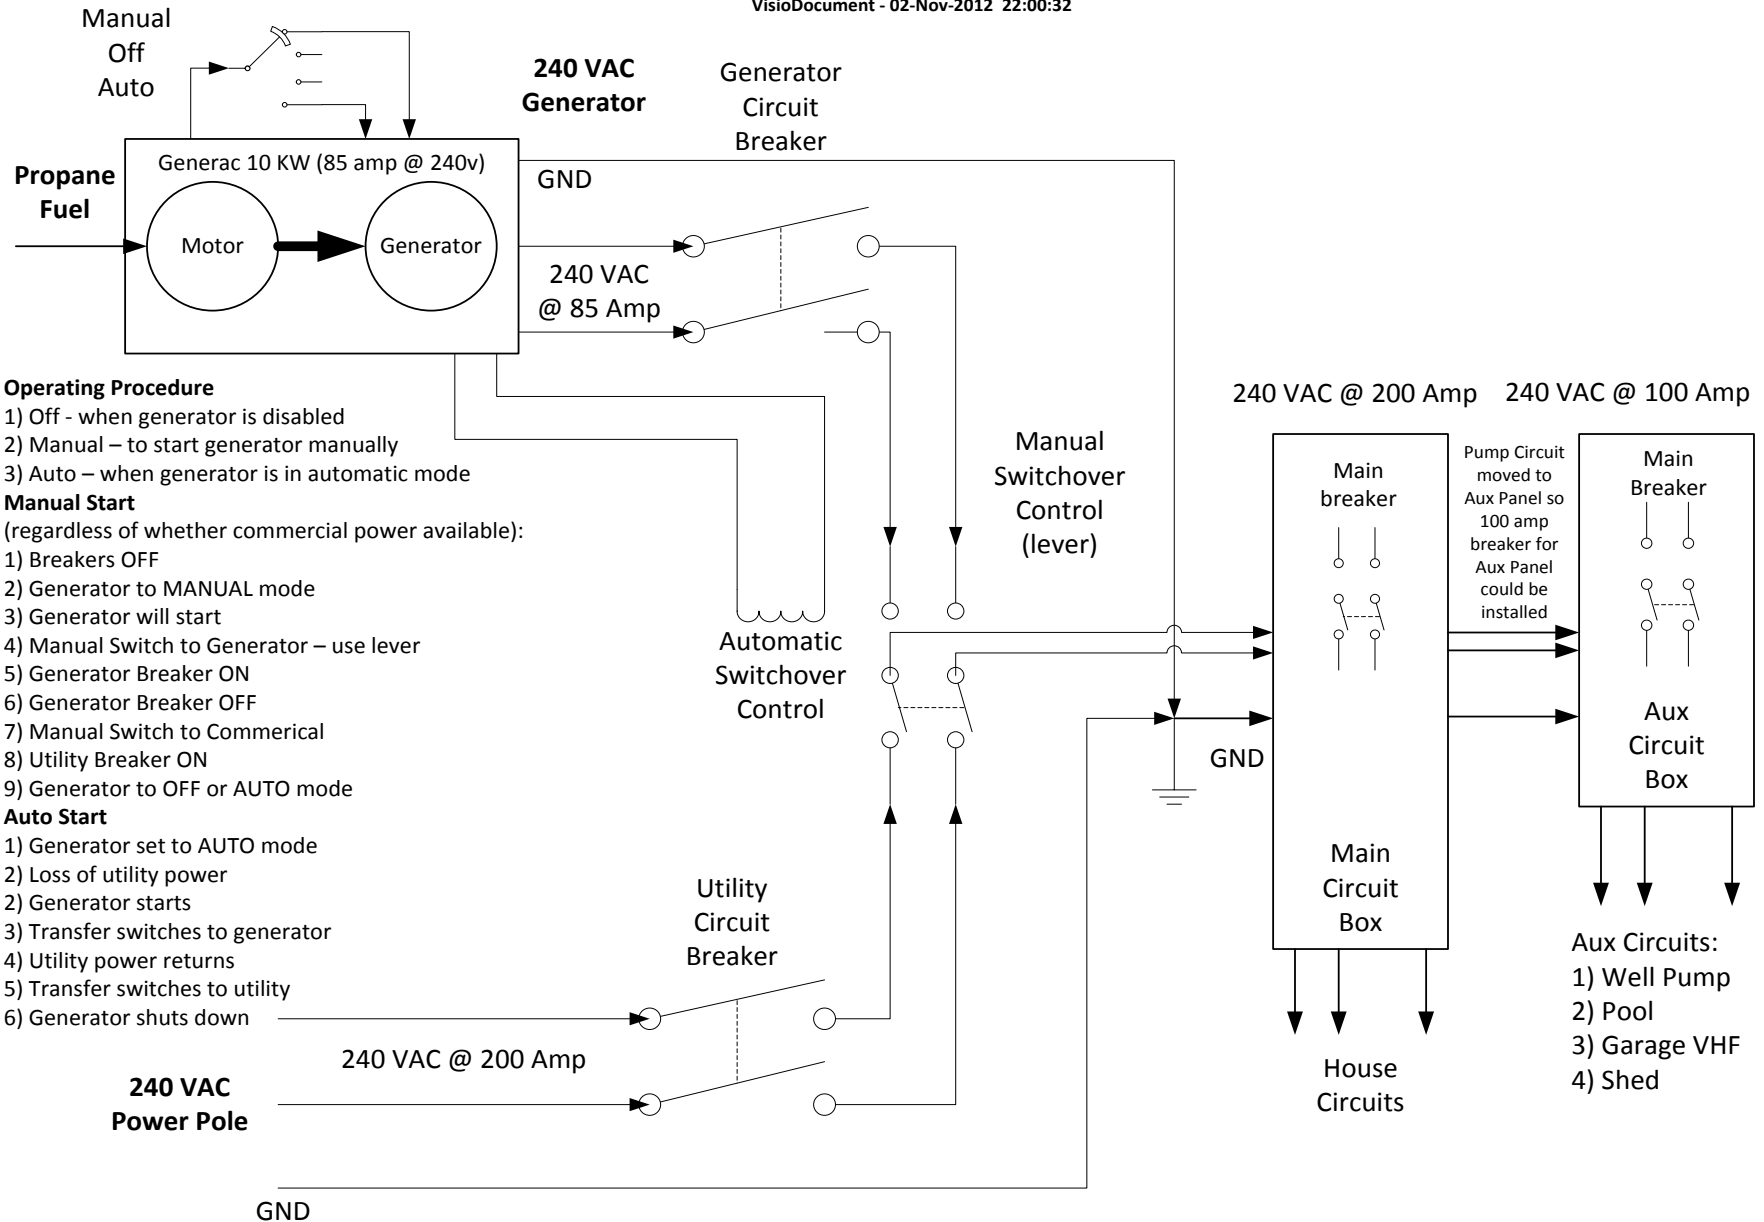 VisioDocument - 02-Nov-2012  22:00:32
Manual
Off
Auto
240 VAC
Generator
Generator
Circuit
Breaker
Propane
Fuel
Generac 10 KW (85 amp @ 240v)
Motor
Generator
GND
240 VAC
@ 85 Amp
Operating Procedure
1) Off - when generator is disabled
2) Manual – to start generator manually
3) Auto – when generator is in automatic mode
Manual Start
(regardless of whether commercial power available):
1) Breakers OFF
2) Generator to MANUAL mode
3) Generator will start
4) Manual Switch to Generator – use lever
5) Generator Breaker ON
6) Generator Breaker OFF
7) Manual Switch to Commerical
8) Utility Breaker ON
9) Generator to OFF or AUTO mode
Auto Start
1) Generator set to AUTO mode
2) Loss of utility power
2) Generator starts
3) Transfer switches to generator
4) Utility power returns
5) Transfer switches to utility
6) Generator shuts down
Automatic
Switchover
Control
Manual
Switchover
Control
(lever)
Utility
Circuit
Breaker
240 VAC @ 200 Amp
240 VAC
Power Pole
GND
GND
240 VAC @ 200 Amp
Main
breaker
Main
Circuit
Box
House
Circuits
Pump Circuit
moved to
Aux Panel so
100 amp
breaker for
Aux Panel
could be
installed
240 VAC @ 100 Amp
Main
Breaker
Aux
Circuit
Box
Aux Circuits:
1) Well Pump
2) Pool
3) Garage VHF
4) Shed